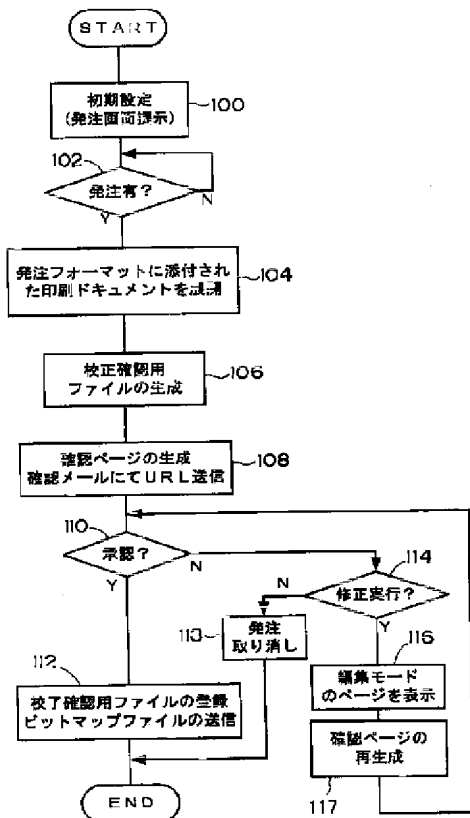 START
初期設定
(発注画面提示)
100
102
発注有?
N
Y
発注フォーマットに添付され
た印刷ドキュメントを展開
104
校正確認用
ファイルの生成
106
確認ページの生成
確認メールにてURL送信
108
110
承認?
N
Y
114
修正実行?
N
Y
113
発注
取り消し
116
編集モード
のページを表示
112
校了確認用ファイルの登録
ビットマップファイルの送信
確認ページの
再生成
117
END